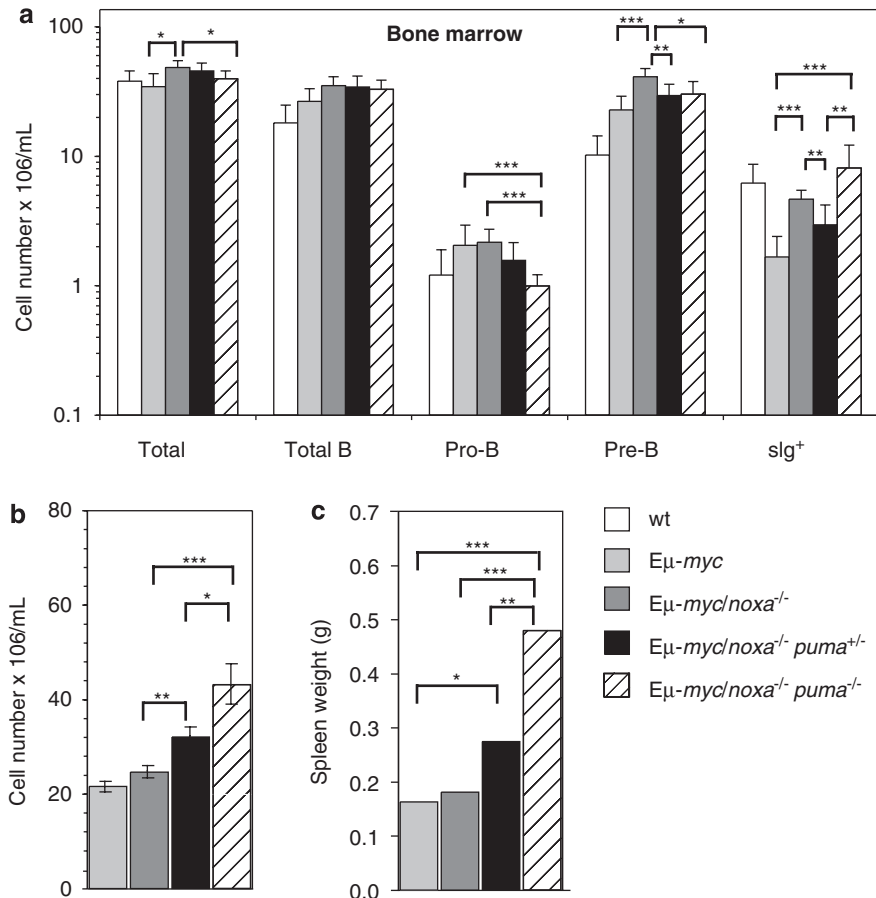 a
Bone marrow
Cell number x 106/mL
100
10
1
0.1
* *
*** ***
*** ** *
*** *** ** **
Total Total B Pro-B Pre-B slg⁺
b
Cell number x 106/mL
80
60
40
20
0
***
*
**
c
Spleen weight (g)
0.7
0.6
0.5
0.4
0.3
0.2
0.1
0.0
***
***
**
*
wt
Eμ-myc
Eμ-myc/noxa-/-
Eμ-myc/noxa-/- puma+/-
Eμ-myc/noxa-/- puma-/-